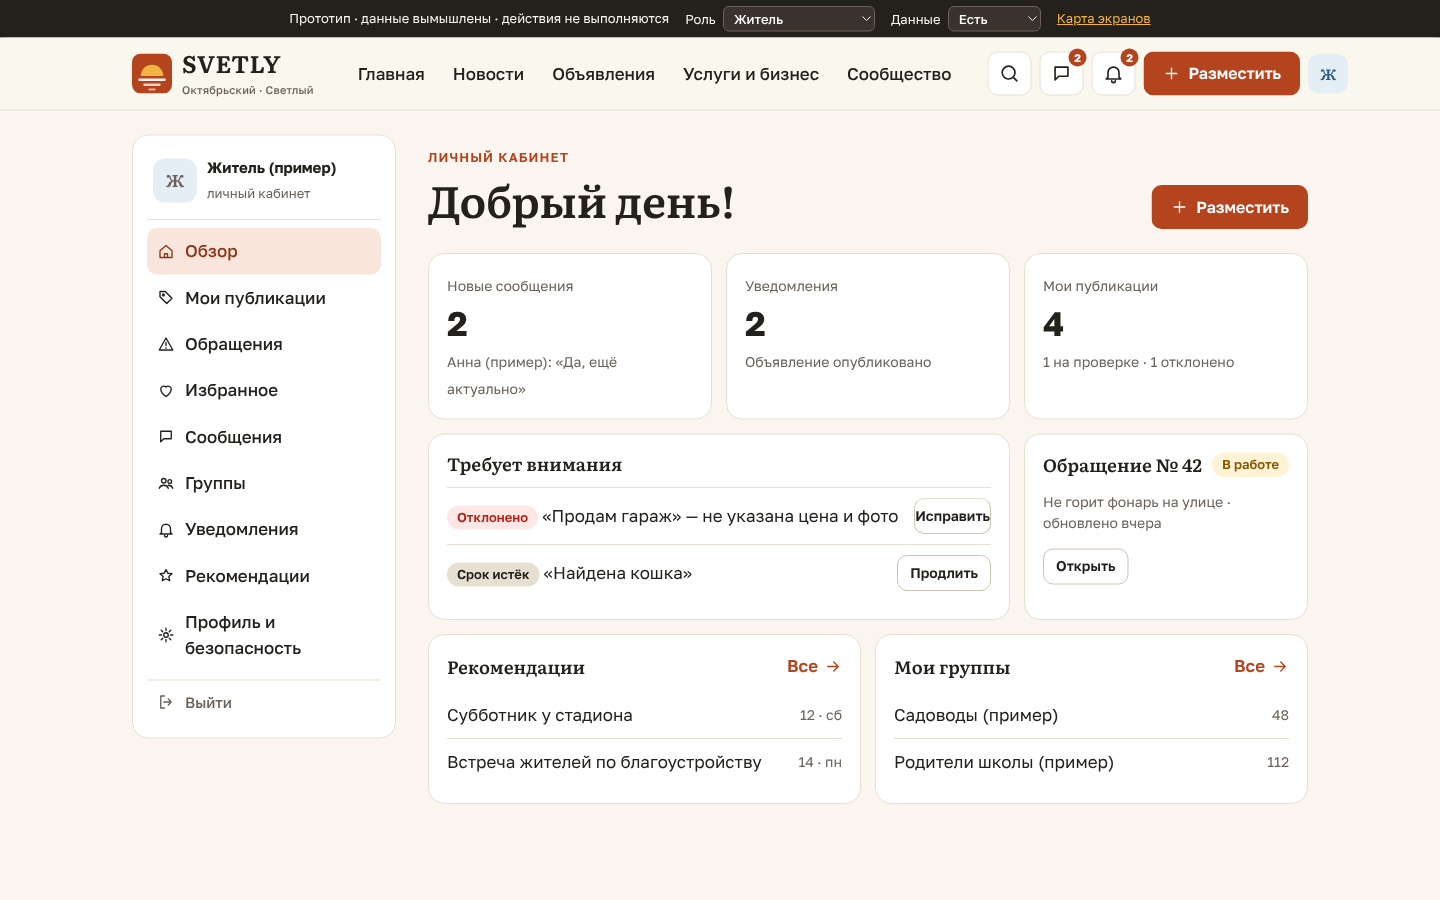 Прототип · данные вымышлены · действия не выполняются Роль Житель Данные Есть Карта экранов
SVETLY
Октябрьский · Светлый
Главная Новости Объявления Услуги и бизнес Сообщество 2 2 Разместить Ж
Ж Житель (пример)
личный кабинет
Обзор
Мои публикации
Обращения
Избранное
Сообщения
Группы
Уведомления
Рекомендации
Профиль и
безопасность
Выйти
ЛИЧНЫЙ КАБИНЕТ
Добрый день!
Разместить
Новые сообщения
2
Анна (пример): «Да, ещё
актуально»
Уведомления
2
Объявление опубликовано
Мои публикации
4
1 на проверке · 1 отклонено
Требует внимания
Отклонено «Продам гараж» — не указана цена и фото Исправить
Срок истёк «Найдена кошка» Продлить
Обращение № 42 В работе
Не горит фонарь на улице ·
обновлено вчера
Открыть
Рекомендации Все →
Субботник у стадиона 12 · сб
Встреча жителей по благоустройству 14 · пн
Мои группы Все →
Садоводы (пример) 48
Родители школы (пример) 112